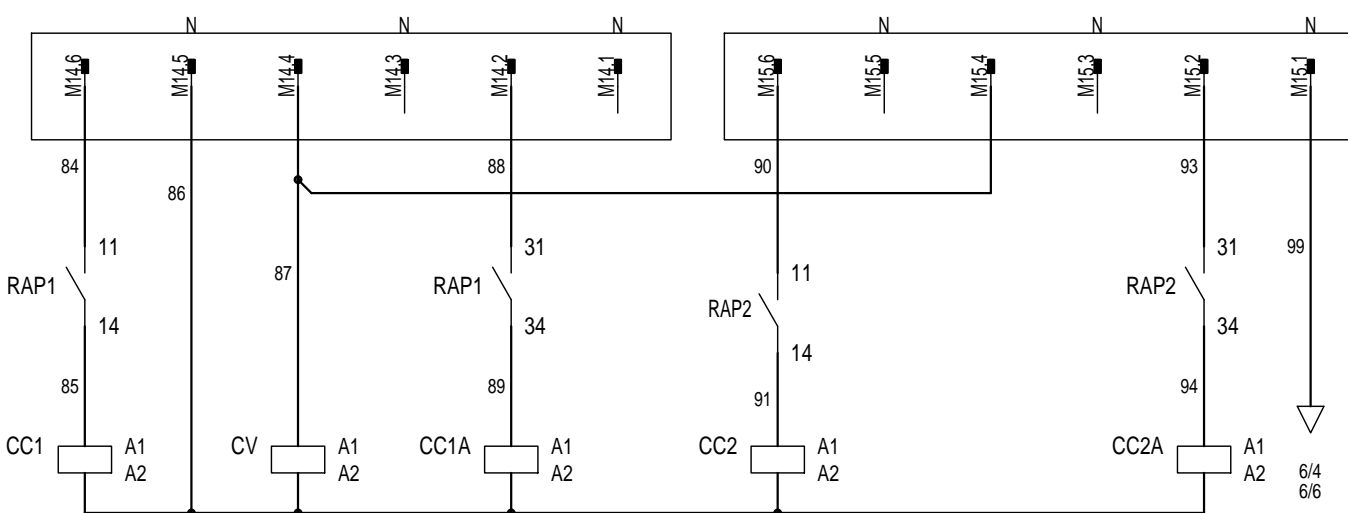 N N N N N N
M14.6 M14.5 M14.4 M14.3 M14.2 M14.1 M15.6 M15.5 M15.4 M15.3 M15.2 M15.1
84 88 90 93
86
11 31 31 99
87 11
RAP1 RAP1 RAP2
RAP2
14 34 34
14
85 89 91 94
CC1 A1 CV A1 CC1A A1 CC2 A1 CC2A A1
A2 A2 A2 A2 A2
6/4
6/6